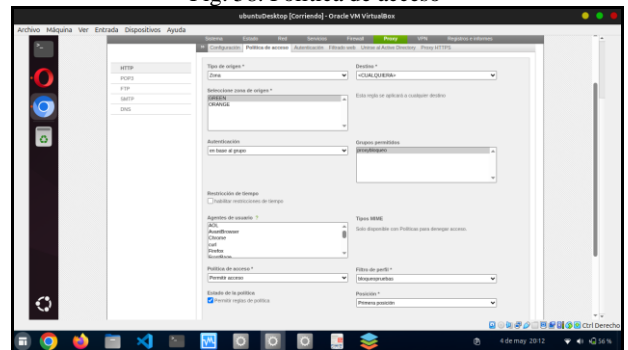 Fig. 56. Política de acceso
ubuntuDesktop [Corriendo] - Oracle VM VirtualBox
Archivo Máquina Ver Entrada Dispositivos Ayuda
Sistema Estado Red Servicios Firewall Proxy VPN Registros e informes
Configuración Política de acceso Autenticación Filtrado web Unirse al Active Directory Proxy HTTPS
HTTP
POP3
FTP
SMTP
DNS
Tipo de origen *
Zona
Destino *
<CUALQUIERA>
Seleccione zona de origen *
GREEN
ORANGE
Esta regla se aplicará a cualquier destino
Autenticación
en base al grupo
Grupos permitidos
proxybloqueo
Restricción de tiempo
habilitar restricciones de tiempo
Agentes de usuario ?
AOL
AvantBrowser
Chrome
curl
Firefox
Tipos MIME
Solo disponible con Políticas para denegar acceso.
Política de acceso *
Permitir acceso
Filtro de perfil *
bloqueopruebas
Estado de la política
Permitir reglas de política
Posición *
Primera posición
Ctrl Derecho
4 de may 20:12
56 %